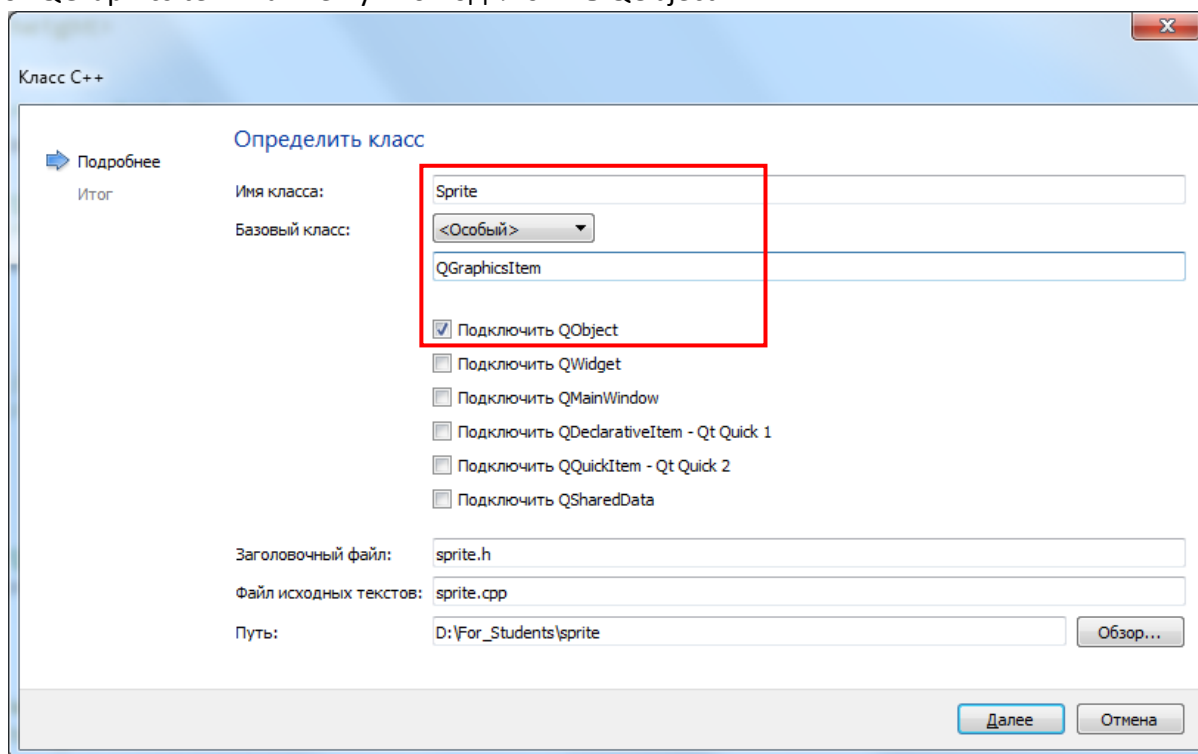 Класс C++
Определить класс
Подробнее
Итог
Имя класса: Sprite
Базовый класс: <Особый>
QGraphicsItem
Подключить QObject
Подключить QWidget
Подключить QMainWindow
Подключить QDeclarativeItem - Qt Quick 1
Подключить QQuickItem - Qt Quick 2
Подключить QSharedData
Заголовочный файл: sprite.h
Файл исходных текстов: sprite.cpp
Путь: D:\For_Students\sprite Обзор...
Далее Отмена